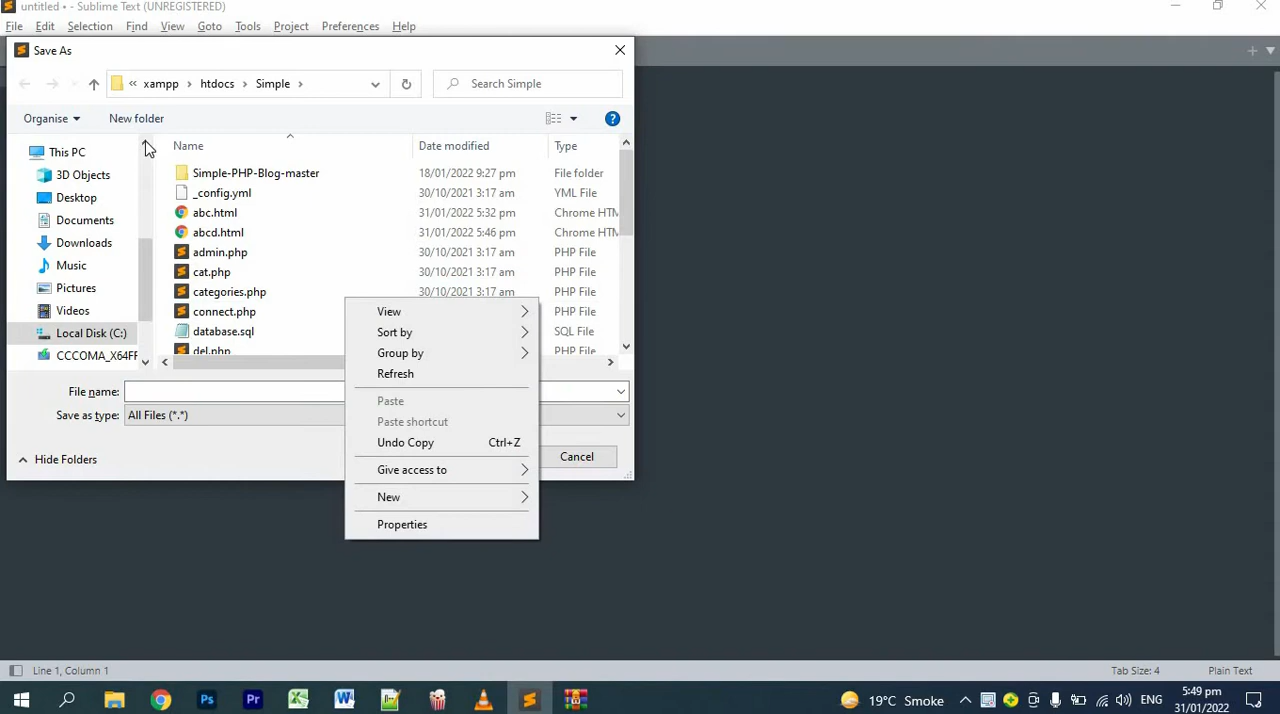 untitled • - Sublime Text (UNREGISTERED)
File Edit Selection Find View Goto Tools Project Preferences Help
Save As
« xampp › htdocs › Simple ›
Search Simple
Organise New folder
Name Date modified Type
This PC
3D Objects
Desktop
Documents
Downloads
Music
Pictures
Videos
Local Disk (C:)
CCCOMA_X64FF
Simple-PHP-Blog-master 18/01/2022 9:27 pm File folder
_config.yml 30/10/2021 3:17 am YML File
abc.html 31/01/2022 5:32 pm Chrome HTM
abcd.html 31/01/2022 5:46 pm Chrome HTM
admin.php 30/10/2021 3:17 am PHP File
cat.php 30/10/2021 3:17 am PHP File
categories.php 30/10/2021 3:17 am PHP File
connect.php PHP File
database.sql SQL File
del.php PHP File
View
Sort by
Group by
Refresh
Paste
Paste shortcut
Undo Copy Ctrl+Z
Give access to
New
Properties
File name:
Save as type: All Files (*.*)
Hide Folders
Cancel
Line 1, Column 1
Tab Size: 4 Plain Text
19°C Smoke
ENG
5:49 pm
31/01/2022